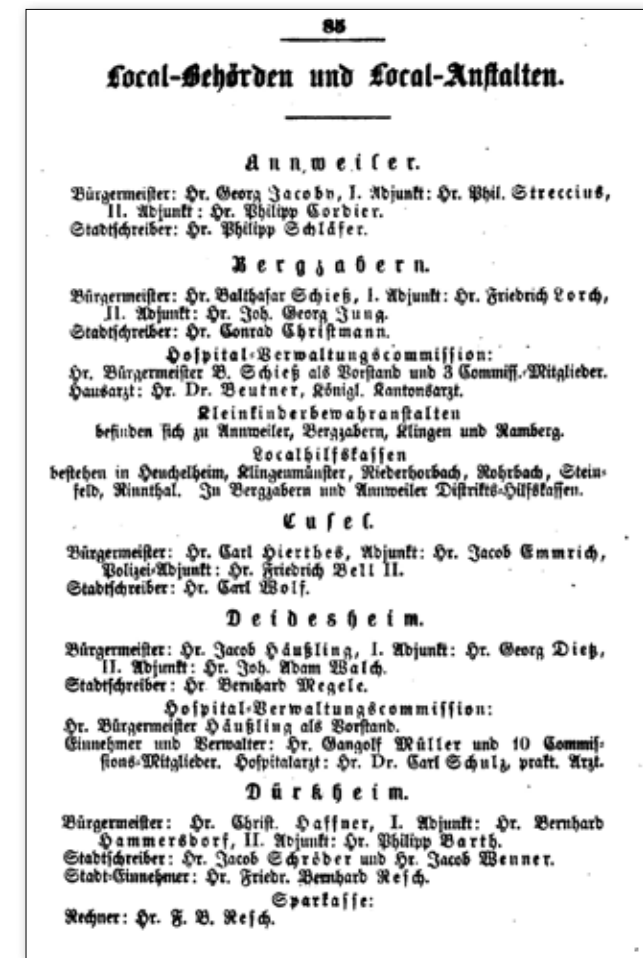 85
Local-Behörden und Local-Anstalten.
Annweiler.
Bürgermeister: Hr. Georg Jacoby, I. Adjunkt: Hr. Phil. Streccius,
II. Adjunkt: Hr. Philipp Cordier.
Stadtschreiber: Hr. Philipp Schläfer.
Bergzabern.
Bürgermeister: Hr. Balthasar Schieß, I. Adjunkt: Hr. Friedrich Lorch,
II. Adjunkt: Hr. Joh. Georg Jung.
Stadtschreiber: Hr. Conrad Christmann.
Hospital-Verwaltungscommission:
Hr. Bürgermeister B. Schieß als Vorstand und 3 Commiss.-Mitglieder.
Hausarzt: Hr. Dr. Beutner, Königl. Kantonsarzt.
Kleinkinderbewahranstalten
befinden sich zu Annweiler, Bergzabern, Klingen und Ramberg.
Localhilfskassen
bestehen in Heuchelheim, Klingenmünster, Niederhorbach, Rohrbach, Stein-
feld, Rinnthal. In Bergzabern und Annweiler Distrikts-Hilfskassen.
Cusel.
Bürgermeister: Hr. Carl Hierthes, Adjunkt: Hr. Jacob Emmrich,
Polizei-Adjunkt: Hr. Friedrich Bell II.
Stadtschreiber: Hr. Carl Wolf.
Deidesheim.
Bürgermeister: Hr. Jacob Häußling, I. Adjunkt: Hr. Georg Dietz,
II. Adjunkt: Hr. Joh. Adam Walch.
Stadtschreiber: Hr Bernhard Megele.
Hospital-Verwaltungscommission:
Hr. Bürgermeister Häußling als Vorstand.
Einnehmer und Verwalter: Hr. Gangolf Müller und 10 Commis-
sions-Mitglieder. Hospitalarzt: Hr. Dr. Carl Schulz, prakt. Arzt.
Dürkheim.
Bürgermeister: Hr. Christ. Haffner, I. Adjunkt: Hr. Bernhard
Hammersdorf, II. Adjunkt: Hr. Philipp Barth.
Stadtschreiber: Hr. Jacob Schröder und Hr. Jacob Wenner.
Stadt-Einnehmer: Hr. Friedr. Bernhard Resch.
Sparkasse:
Rechner: Hr. F. B. Resch.